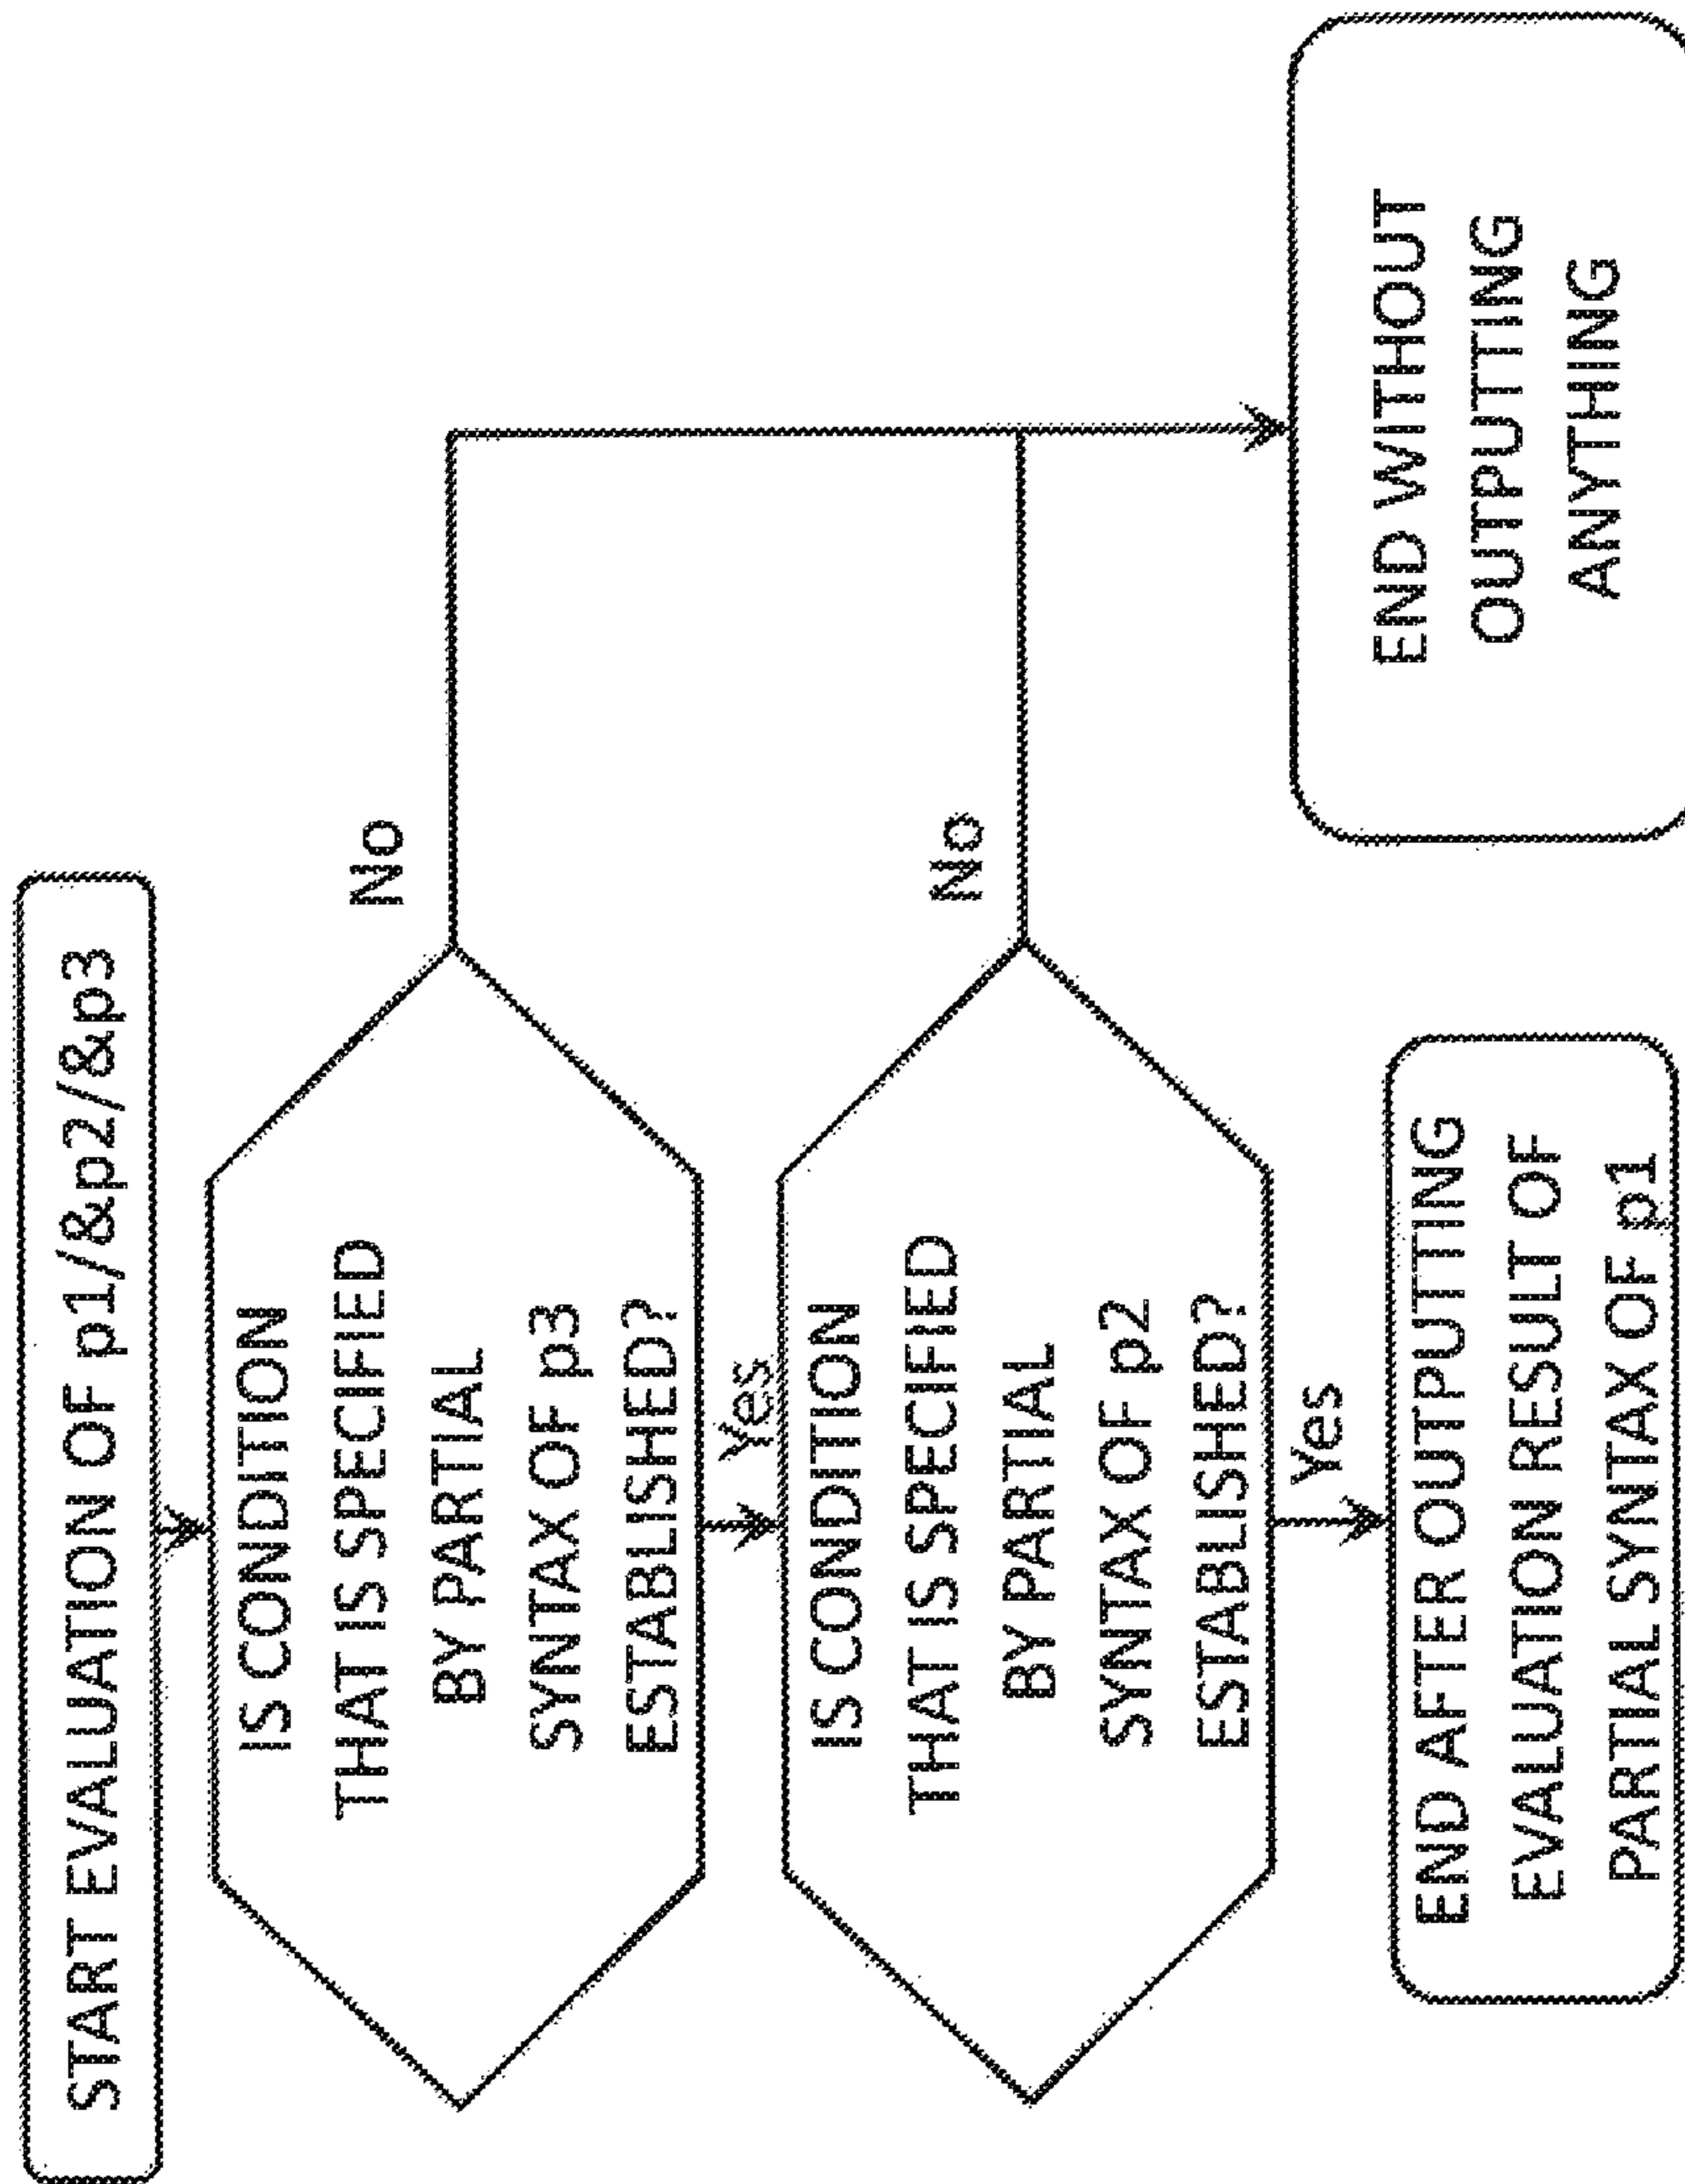 START EVALUATION OF p1/&p2/&p3
IS CONDITION
THAT IS SPECIFIED
BY PARTIAL
SYNTAX OF p3
ESTABLISHED?
No
Yes
IS CONDITION
THAT IS SPECIFIED
BY PARTIAL
SYNTAX OF p2
ESTABLISHED?
No
Yes
END AFTER OUTPUTTING
EVALUATION RESULT OF
PARTIAL SYNTAX OF p1
END WITHOUT
OUTPUTTING
ANYTHING